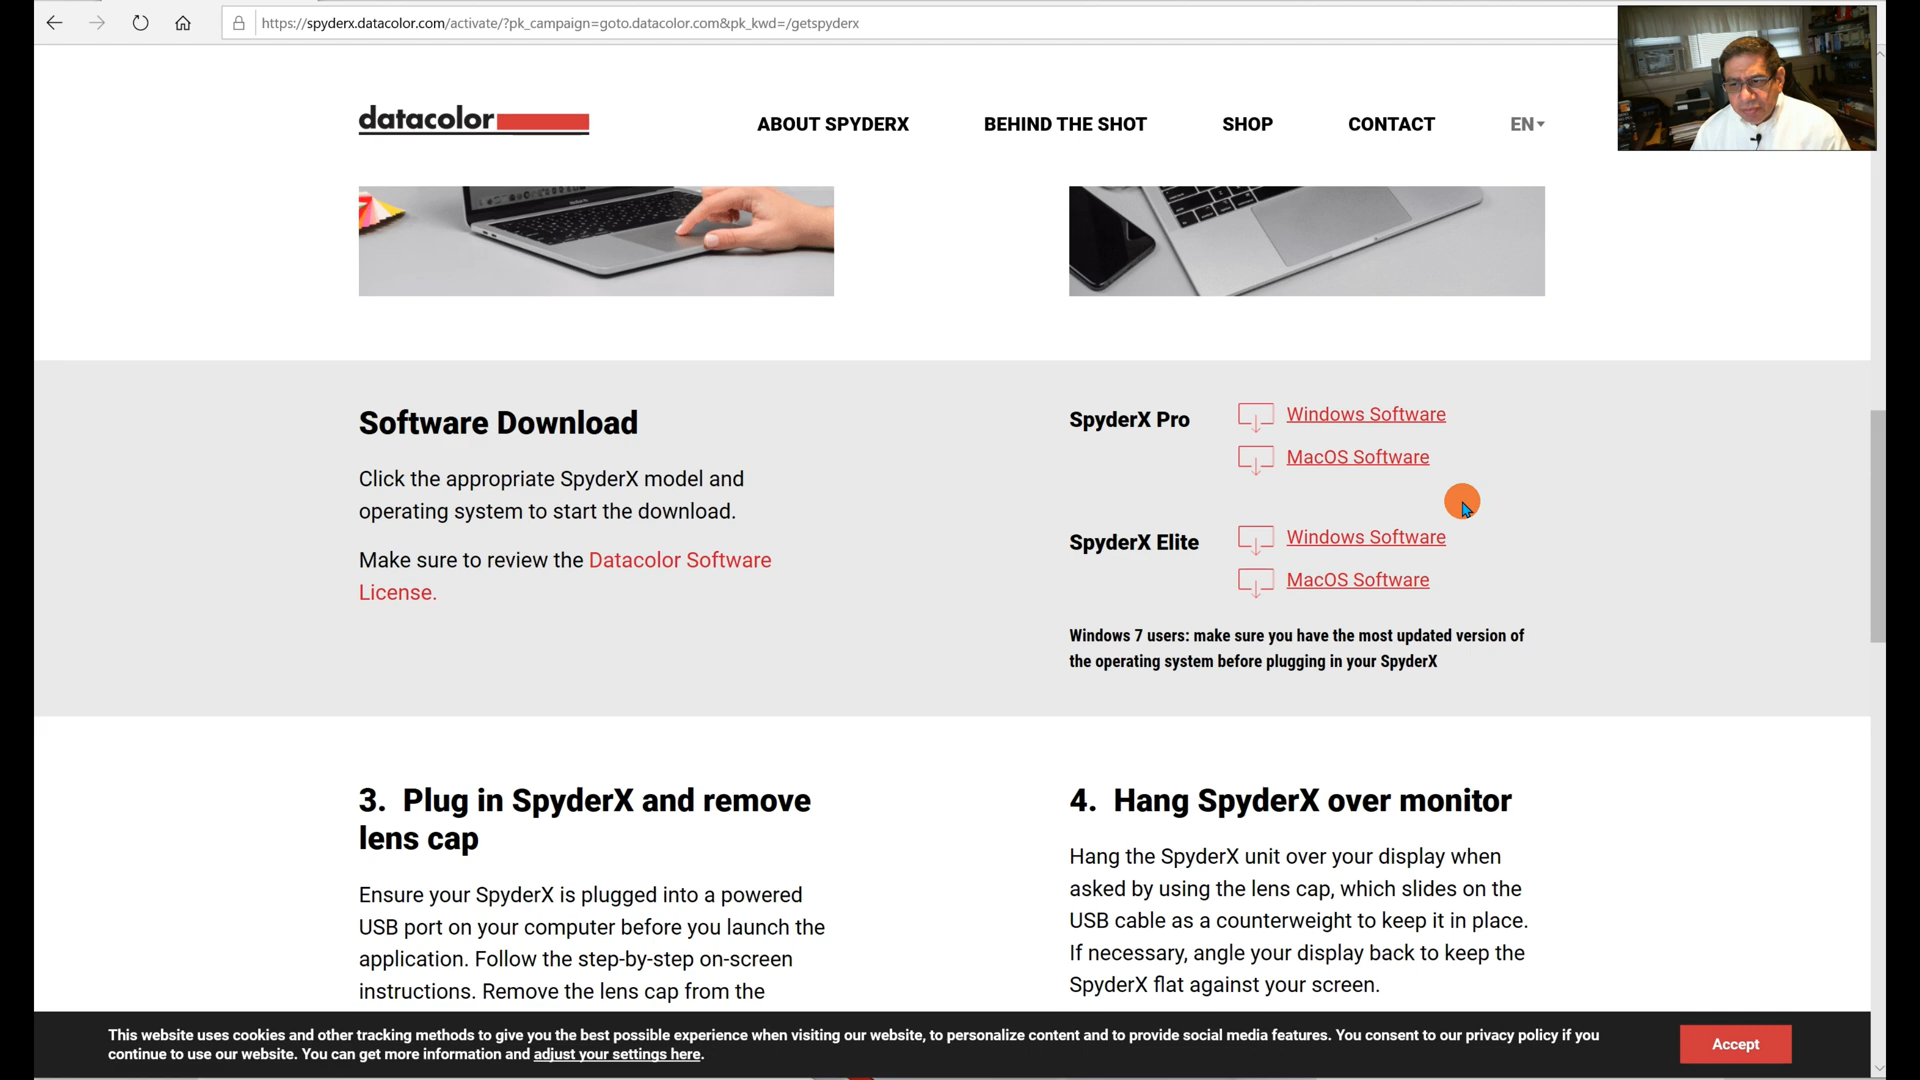 https://spyderx.datacolor.com/activate/?pk_campaign=goto.datacolor.com&pk_kwd=/getspyderx
datacolor
ABOUT SPYDERX
BEHIND THE SHOT
SHOP
CONTACT
EN
Software Download
Click the appropriate SpyderX model and
operating system to start the download.
Make sure to review the Datacolor Software
License.
SpyderX Pro
Windows Software
MacOS Software
SpyderX Elite
Windows Software
MacOS Software
Windows 7 users: make sure you have the most updated version of
the operating system before plugging in your SpyderX
3. Plug in SpyderX and remove
lens cap
Ensure your SpyderX is plugged into a powered
USB port on your computer before you launch the
application. Follow the step-by-step on-screen
instructions. Remove the lens cap from the
4. Hang SpyderX over monitor
Hang the SpyderX unit over your display when
asked by using the lens cap, which slides on the
USB cable as a counterweight to keep it in place.
If necessary, angle your display back to keep the
SpyderX flat against your screen.
This website uses cookies and other tracking methods to give you the best possible experience when visiting our website, to personalize content and to provide social media features. You consent to our privacy policy if you
continue to use our website. You can get more information and adjust your settings here.
Accept